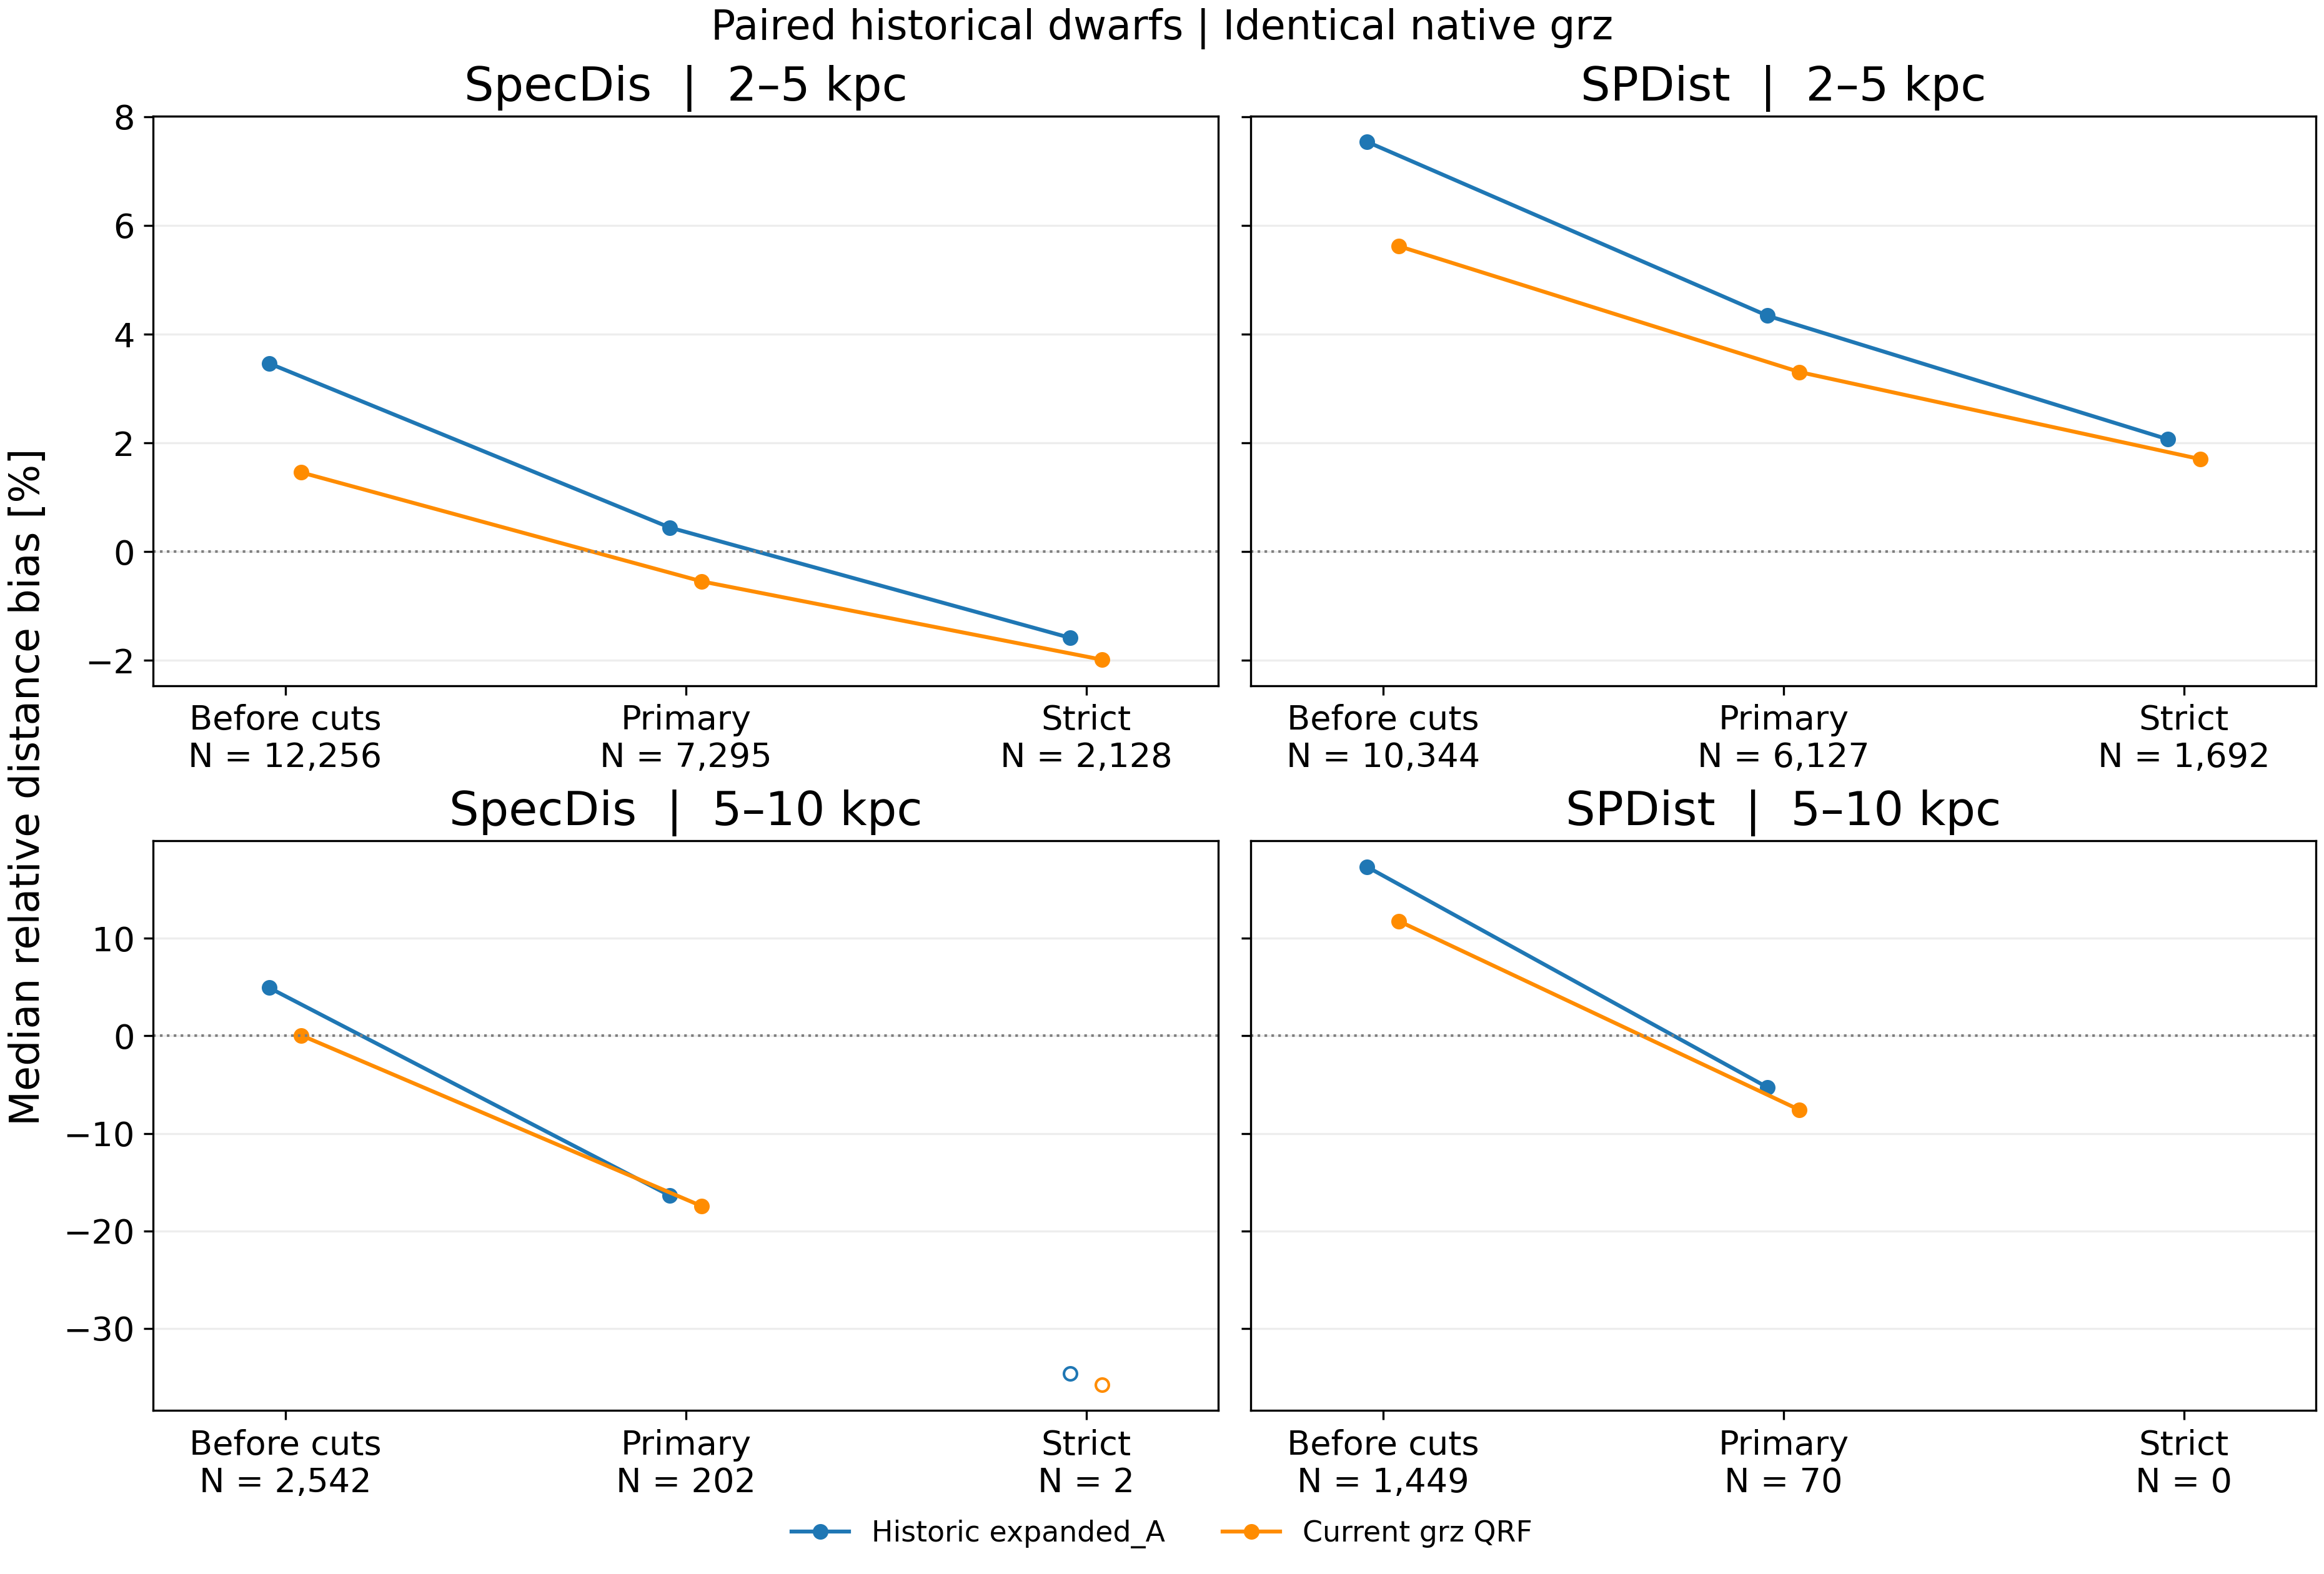 Paired historical dwarfs | Identical native grz
SpecDis | 2–5 kpc
SPDist | 2–5 kpc
Median relative distance bias [%]
8
6
4
2
0
−2
Before cuts
N = 12,256
Primary
N = 7,295
Strict
N = 2,128
Before cuts
N = 10,344
Primary
N = 6,127
Strict
N = 1,692
SpecDis | 5–10 kpc
SPDist | 5–10 kpc
10
0
−10
−20
−30
Before cuts
N = 2,542
Primary
N = 202
Strict
N = 2
Before cuts
N = 1,449
Primary
N = 70
Strict
N = 0
Historic expanded_A
Current grz QRF